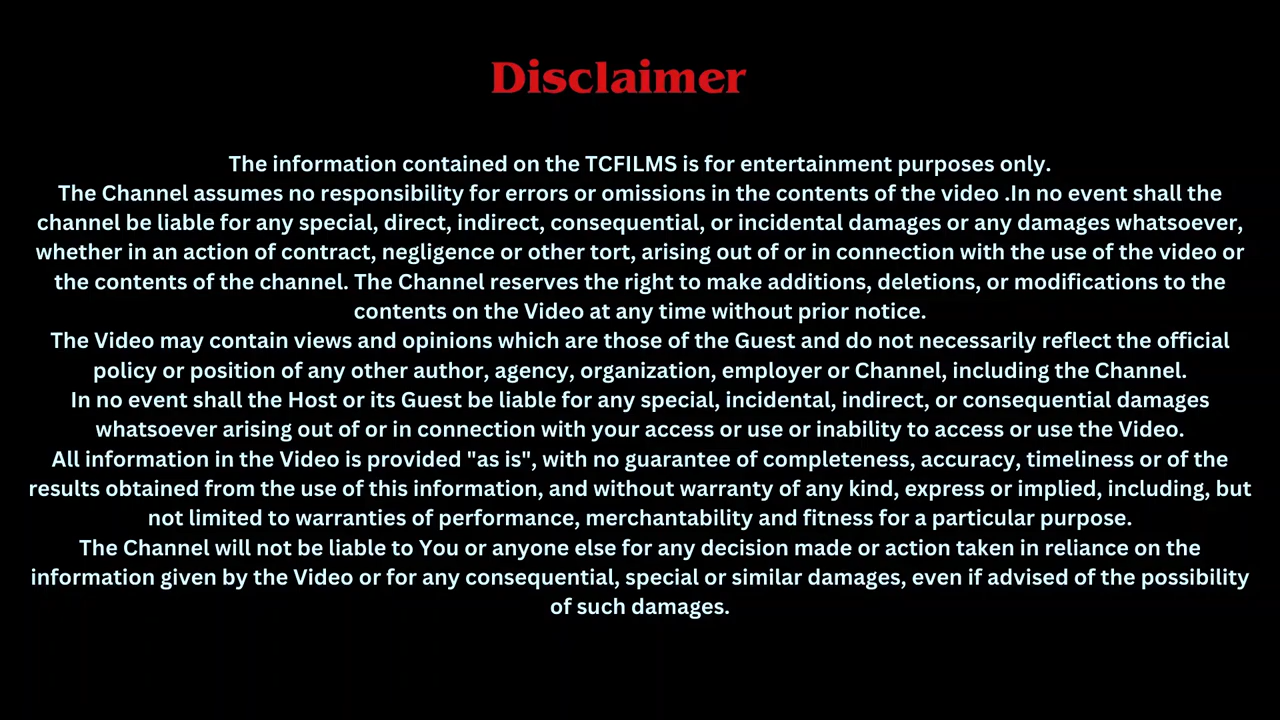 Disclaimer
The information contained on the TCFILMS is for entertainment purposes only.
The Channel assumes no responsibility for errors or omissions in the contents of the video .In no event shall the
channel be liable for any special, direct, indirect, consequential, or incidental damages or any damages whatsoever,
whether in an action of contract, negligence or other tort, arising out of or in connection with the use of the video or
the contents of the channel. The Channel reserves the right to make additions, deletions, or modifications to the
contents on the Video at any time without prior notice.
The Video may contain views and opinions which are those of the Guest and do not necessarily reflect the official
policy or position of any other author, agency, organization, employer or Channel, including the Channel.
In no event shall the Host or its Guest be liable for any special, incidental, indirect, or consequential damages
whatsoever arising out of or in connection with your access or use or inability to access or use the Video.
All information in the Video is provided "as is", with no guarantee of completeness, accuracy, timeliness or of the
results obtained from the use of this information, and without warranty of any kind, express or implied, including, but
not limited to warranties of performance, merchantability and fitness for a particular purpose.
The Channel will not be liable to You or anyone else for any decision made or action taken in reliance on the
information given by the Video or for any consequential, special or similar damages, even if advised of the possibility
of such damages.